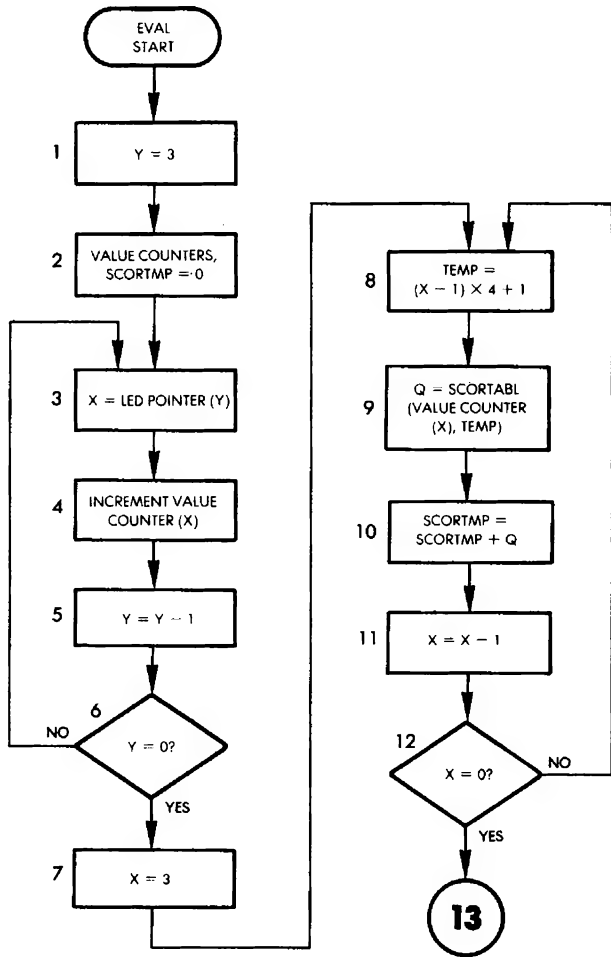 EVAL
START
1
Y = 3
2
VALUE COUNTERS,
SCORTMP = 0
3
X = LED POINTER (Y)
4
INCREMENT VALUE
COUNTER (X)
5
Y = Y – 1
6
Y = 0?
NO
YES
7
X = 3
8
TEMP =
(X – 1) × 4 + 1
9
Q = SCORTABL
(VALUE COUNTER
(X), TEMP)
10
SCORTMP =
SCORTMP + Q
11
X = X – 1
12
X = 0?
NO
YES
13